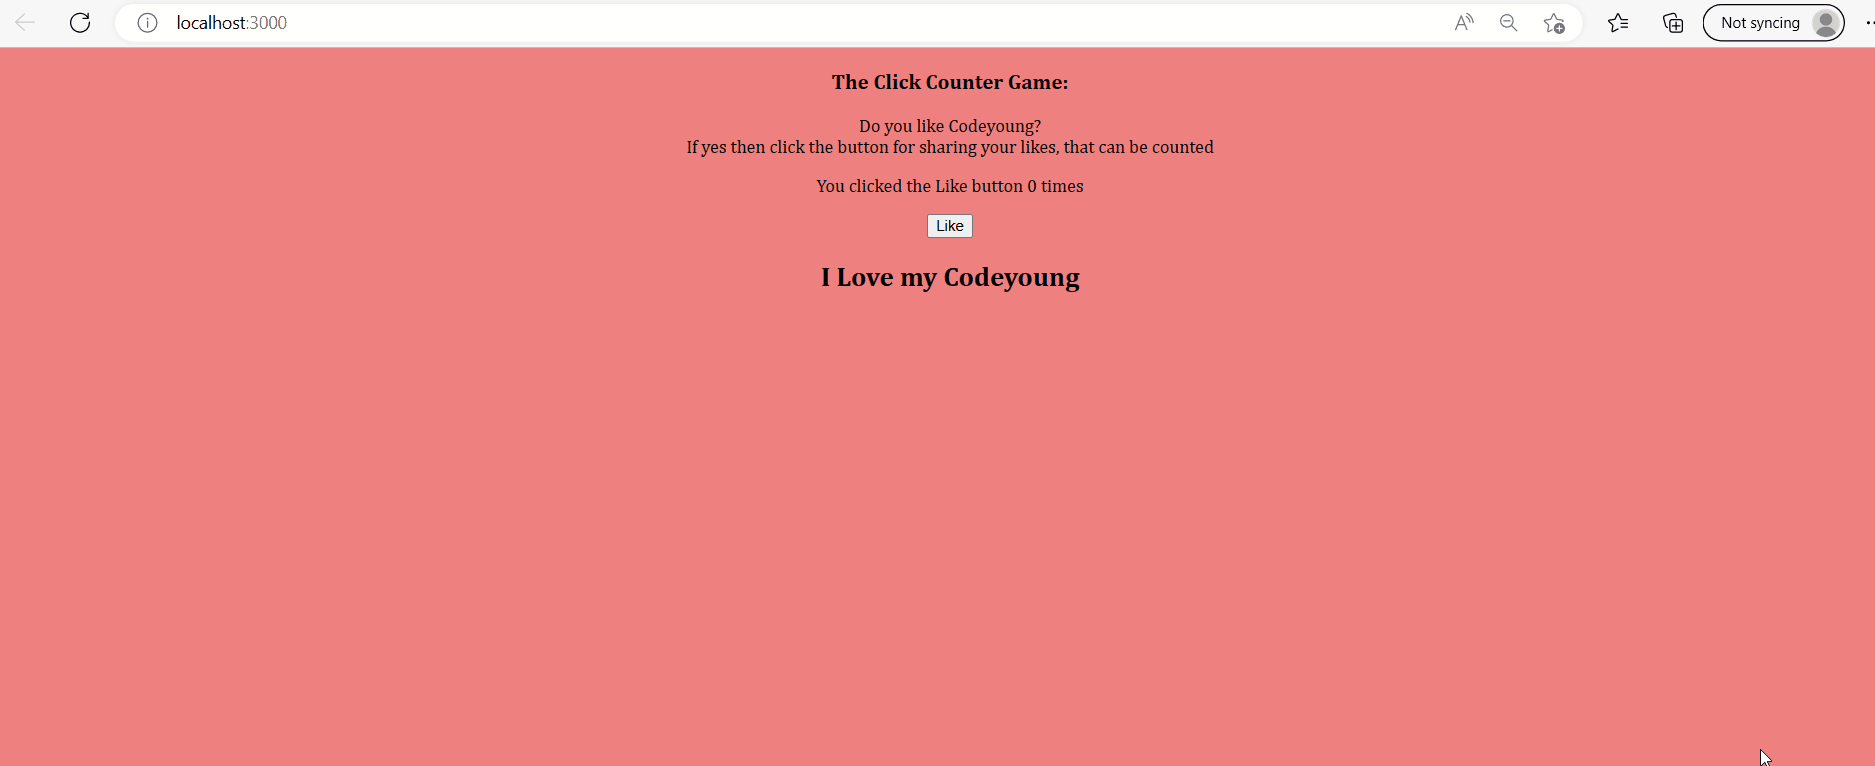 localhost:3000
Not syncing
The Click Counter Game:
Do you like Codeyoung?
If yes then click the button for sharing your likes, that can be counted
You clicked the Like button 0 times
Like
I Love my Codeyoung